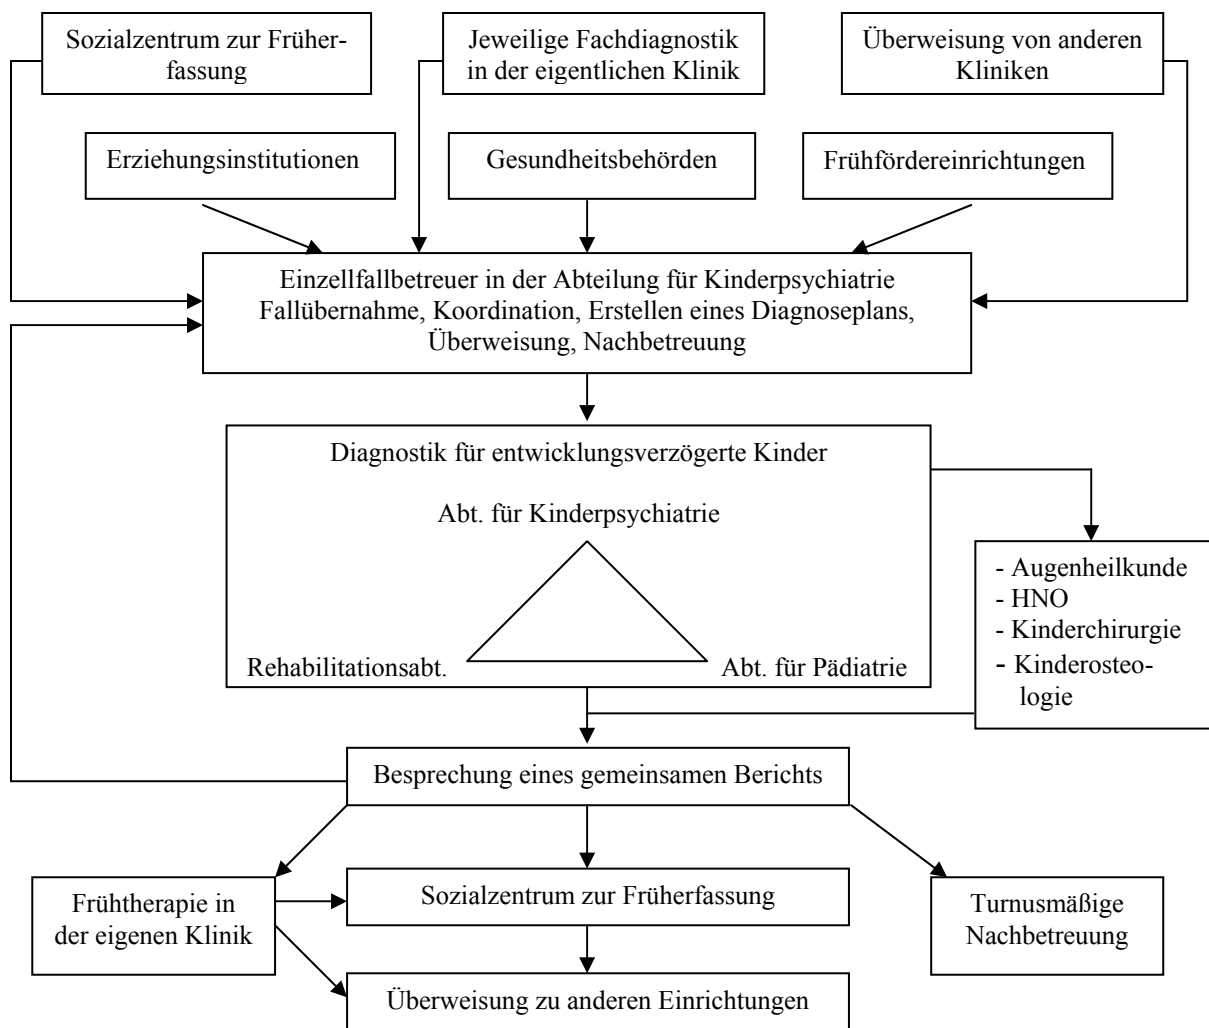 Sozialzentrum zur Früher-
fassung
Jeweilige Fachdiagnostik
in der eigentlichen Klinik
Überweisung von anderen
Kliniken
Erziehungsinstitutionen
Gesundheitsbehörden
Frühfördereinrichtungen
Einzellfallbetreuer in der Abteilung für Kinderpsychiatrie
Fallübernahme, Koordination, Erstellen eines Diagnoseplans,
Überweisung, Nachbetreuung
Diagnostik für entwicklungsverzögerte Kinder
Abt. für Kinderpsychiatrie
Rehabilitationsabt.
Abt. für Pädiatrie
- Augenheilkunde
- HNO
- Kinderchirurgie
- Kinderosteo-
logie
Besprechung eines gemeinsamen Berichts
Frühtherapie in
der eigenen Klinik
Sozialzentrum zur Früherfassung
Turnusmäßige
Nachbetreuung
Überweisung zu anderen Einrichtungen